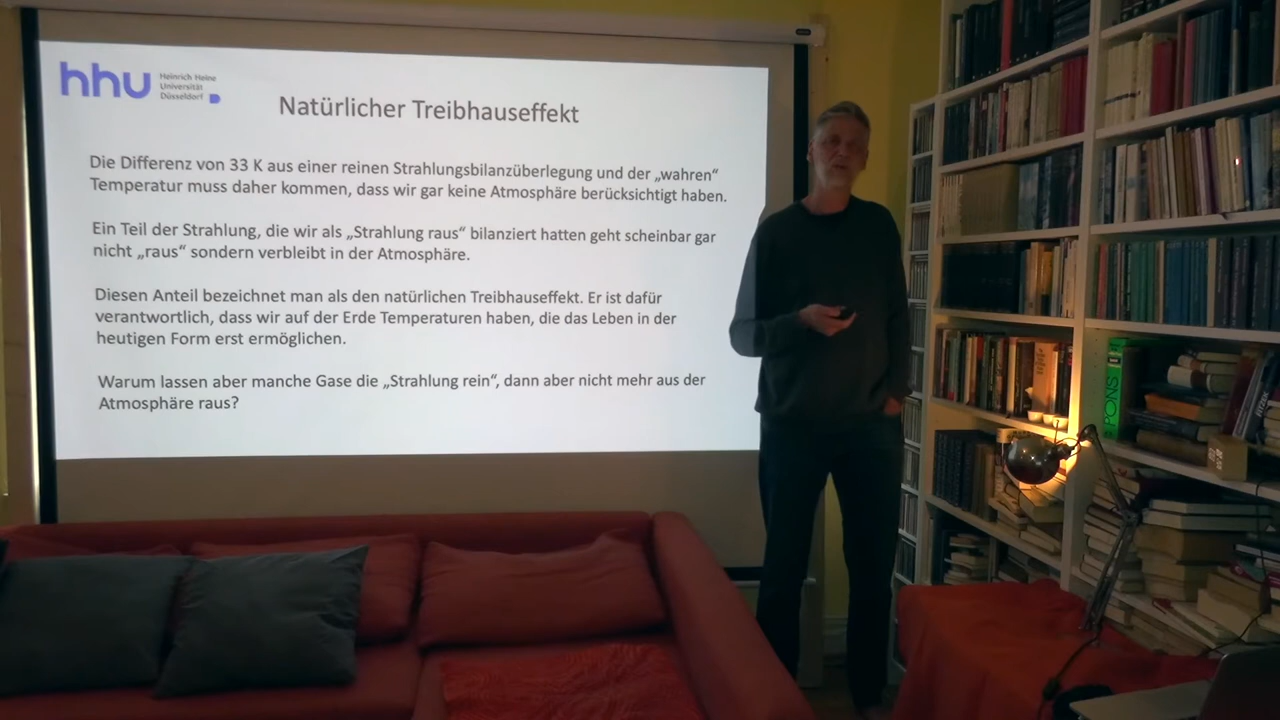 hhu
Heinrich Heine
Universität
Düsseldorf
Natürlicher Treibhauseffekt
Die Differenz von 33 K aus einer reinen Strahlungsbilanzüberlegung und der „wahren“
Temperatur muss daher kommen, dass wir gar keine Atmosphäre berücksichtigt haben.
Ein Teil der Strahlung, die wir als „Strahlung raus“ bilanziert hatten geht scheinbar gar
nicht „raus“ sondern verbleibt in der Atmosphäre.
Diesen Anteil bezeichnet man als den natürlichen Treibhauseffekt. Er ist dafür
verantwortlich, dass wir auf der Erde Temperaturen haben, die das Leben in der
heutigen Form erst ermöglichen.
Warum lassen aber manche Gase die „Strahlung rein“, dann aber nicht mehr aus der
Atmosphäre raus?
PONS